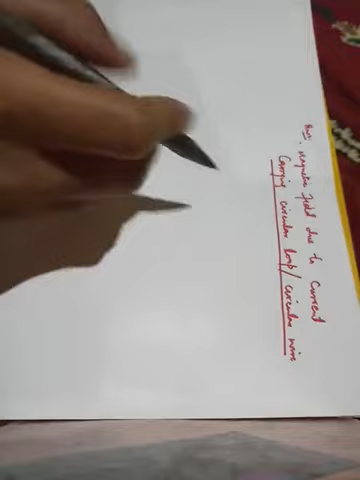 Magnetic field due to Current
Carrying circular loop/circular wire